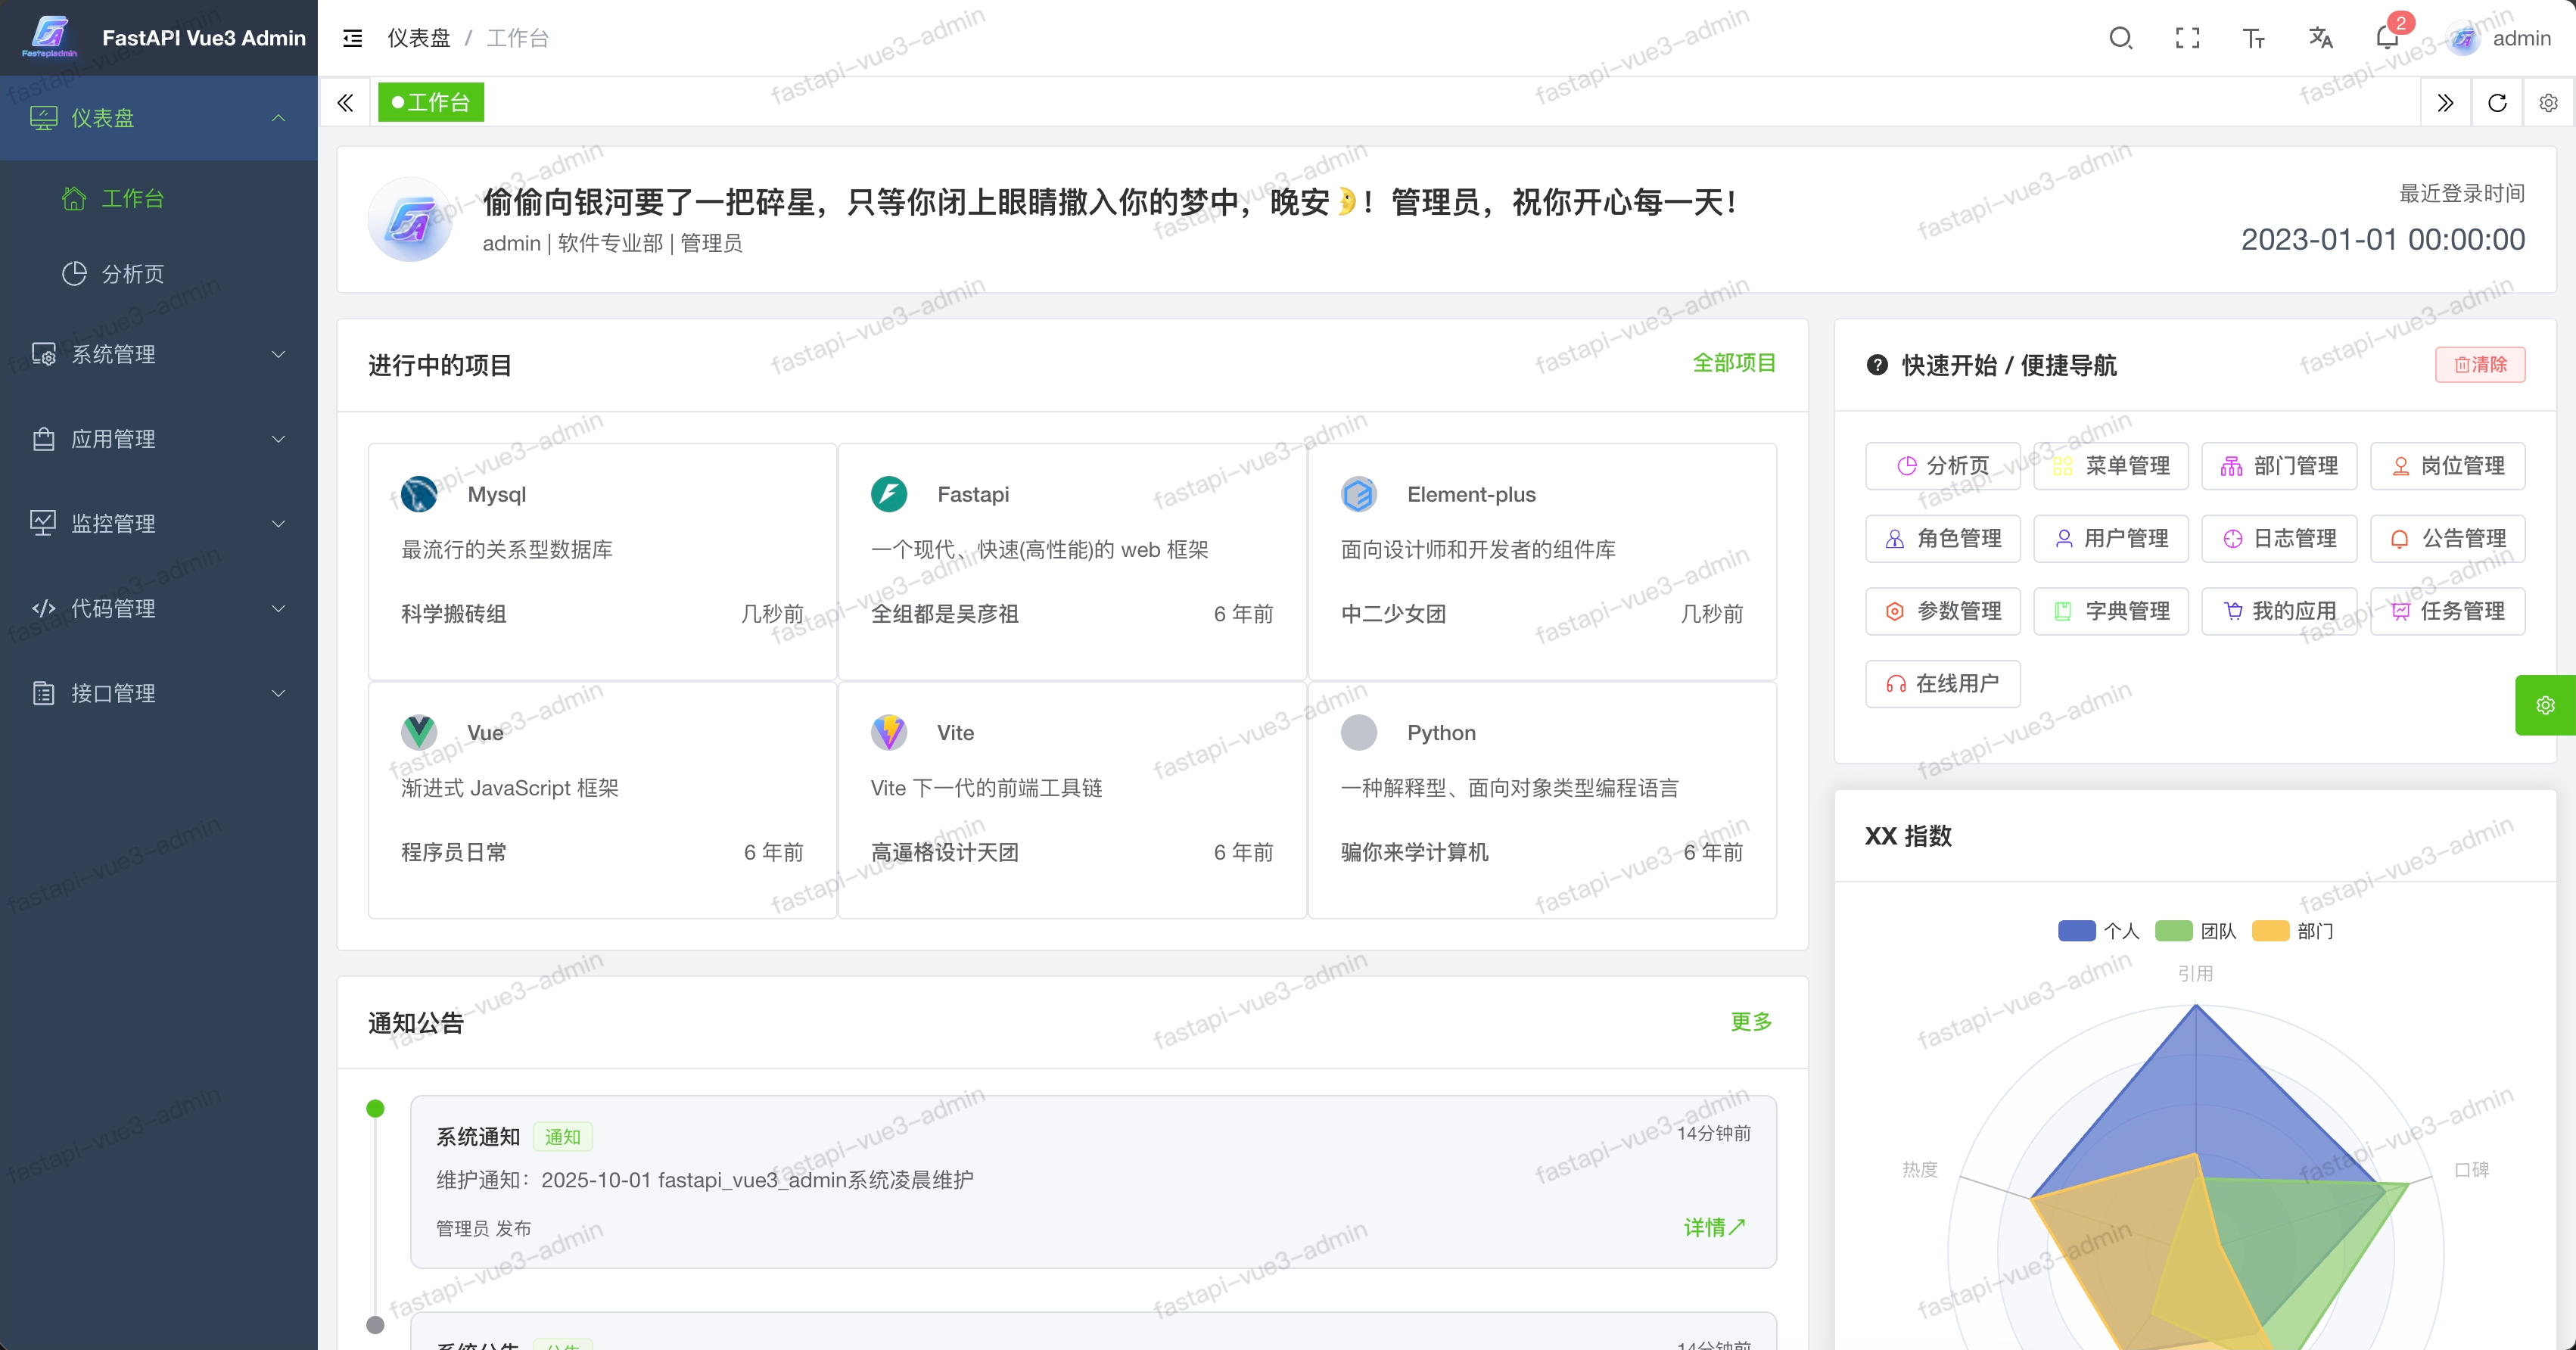 Fastapiadmin
FastAPI Vue3 Admin
仪表盘 / 工作台
2
admin
仪表盘
工作台
分析页
系统管理
应用管理
监控管理
代码管理
接口管理
工作台
偷偷向银河要了一把碎星，只等你闭上眼睛撒入你的梦中，晚安🌛！管理员，祝你开心每一天！
admin | 软件专业部 | 管理员
最近登录时间
2023-01-01 00:00:00
进行中的项目
全部项目
Mysql
最流行的关系型数据库
科学搬砖组 几秒前
Fastapi
一个现代、快速(高性能)的 web 框架
全组都是吴彦祖 6 年前
Element-plus
面向设计师和开发者的组件库
中二少女团 几秒前
Vue
渐进式 JavaScript 框架
程序员日常 6 年前
Vite
Vite 下一代的前端工具链
高逼格设计天团 6 年前
Python
一种解释型、面向对象类型编程语言
骗你来学计算机 6 年前
快速开始 / 便捷导航
清除
分析页 菜单管理 部门管理 岗位管理
角色管理 用户管理 日志管理 公告管理
参数管理 字典管理 我的应用 任务管理
在线用户
XX 指数
个人 团队 部门
引用
热度
口碑
通知公告
更多
系统通知 通知
14分钟前
维护通知：2025-10-01 fastapi_vue3_admin系统凌晨维护
管理员 发布
详情
系统公告 公告
14分钟前
fastapi-vue3-admin